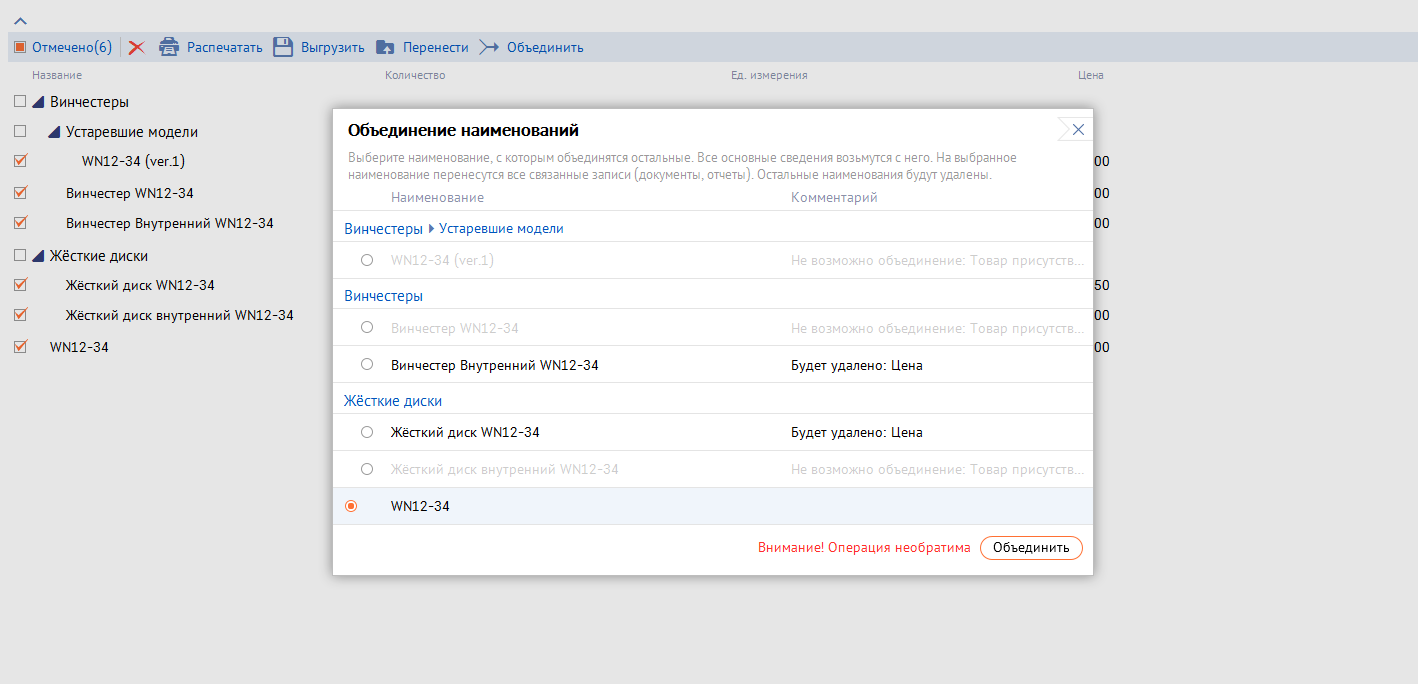 Отмечено(6) Распечатать Выгрузить Перенести Объединить
Название Количество Ед. измерения Цена
Винчестеры
Устаревшие модели
WN12-34 (ver.1) 00
Винчестер WN12-34 00
Винчестер Внутренний WN12-34 00
Жёсткие диски
Жёсткий диск WN12-34 50
Жёсткий диск внутренний WN12-34 00
WN12-34 00
Объединение наименований
Выберите наименование, с которым объединятся остальные. Все основные сведения возьмутся с него. На выбранное
наименование перенесутся все связанные записи (документы, отчеты). Остальные наименования будут удалены.
Наименование Комментарий
Винчестеры Устаревшие модели
WN12-34 (ver.1) Не возможно объединение: Товар присутств...
Винчестеры
Винчестер WN12-34 Не возможно объединение: Товар присутств...
Винчестер Внутренний WN12-34 Будет удалено: Цена
Жёсткие диски
Жёсткий диск WN12-34 Будет удалено: Цена
Жёсткий диск внутренний WN12-34 Не возможно объединение: Товар присутств...
WN12-34
Внимание! Операция необратима Объединить